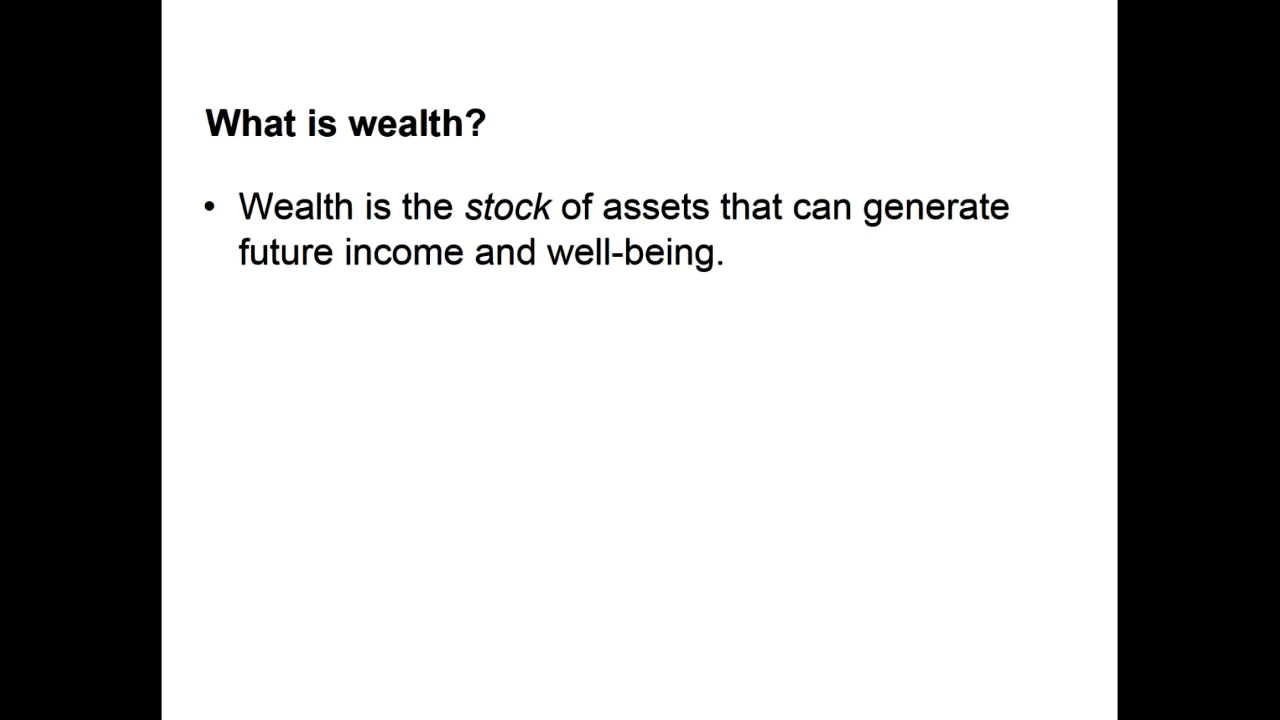 What is wealth?
• Wealth is the stock of assets that can generate
future income and well-being.